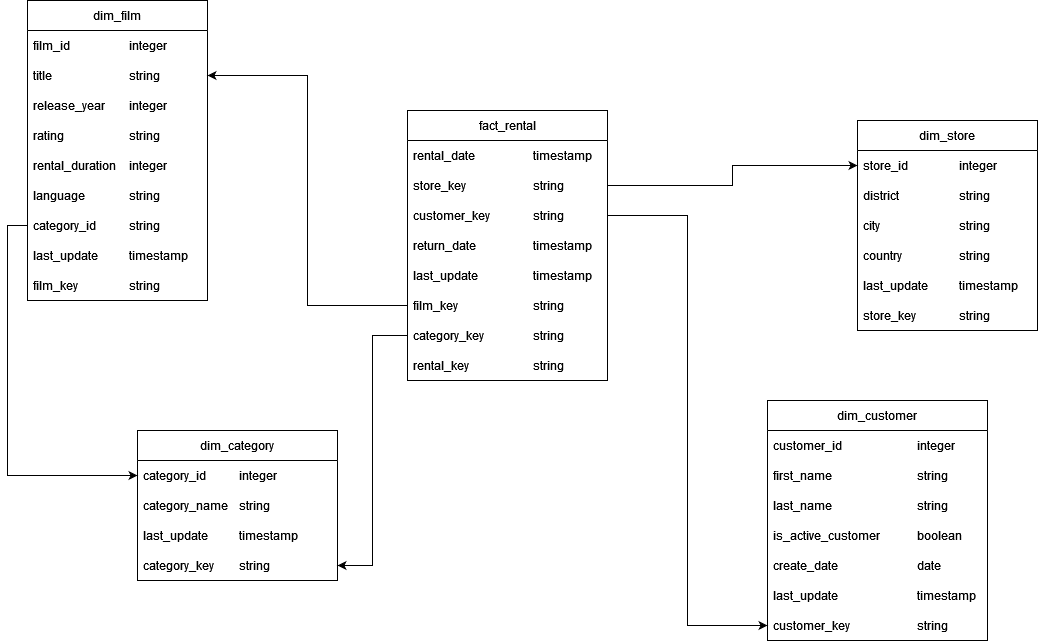 dim_film
film_id integer
title string
release_year integer
rating string
rental_duration integer
language string
category_id string
last_update timestamp
film_key string
fact_rental
rental_date timestamp
store_key string
customer_key string
return_date timestamp
last_update timestamp
film_key string
category_key string
rental_key string
dim_store
store_id integer
district string
city string
country string
last_update timestamp
store_key string
dim_category
category_id integer
category_name string
last_update timestamp
category_key string
dim_customer
customer_id integer
first_name string
last_name string
is_active_customer boolean
create_date date
last_update timestamp
customer_key string